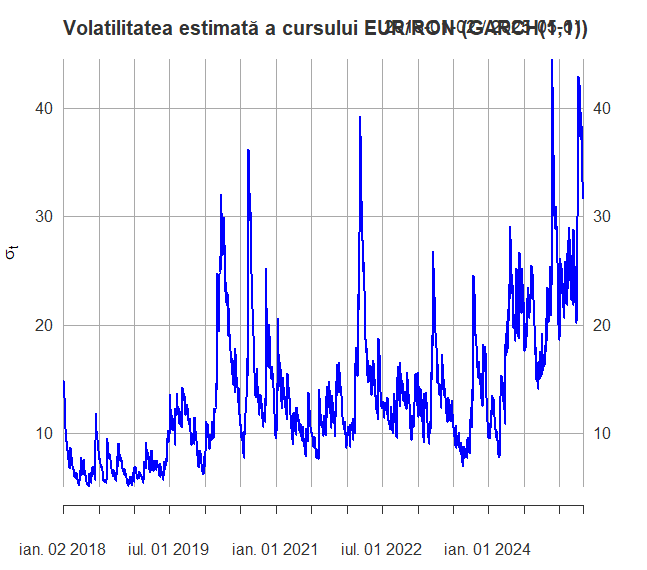 Volatilitatea estimată a cursului EUR/RON (GARCH(1,1))
40 40
30 30
20 20
10 10
σt
ian. 02 2018 iul. 01 2019 ian. 01 2021 iul. 01 2022 ian. 01 2024